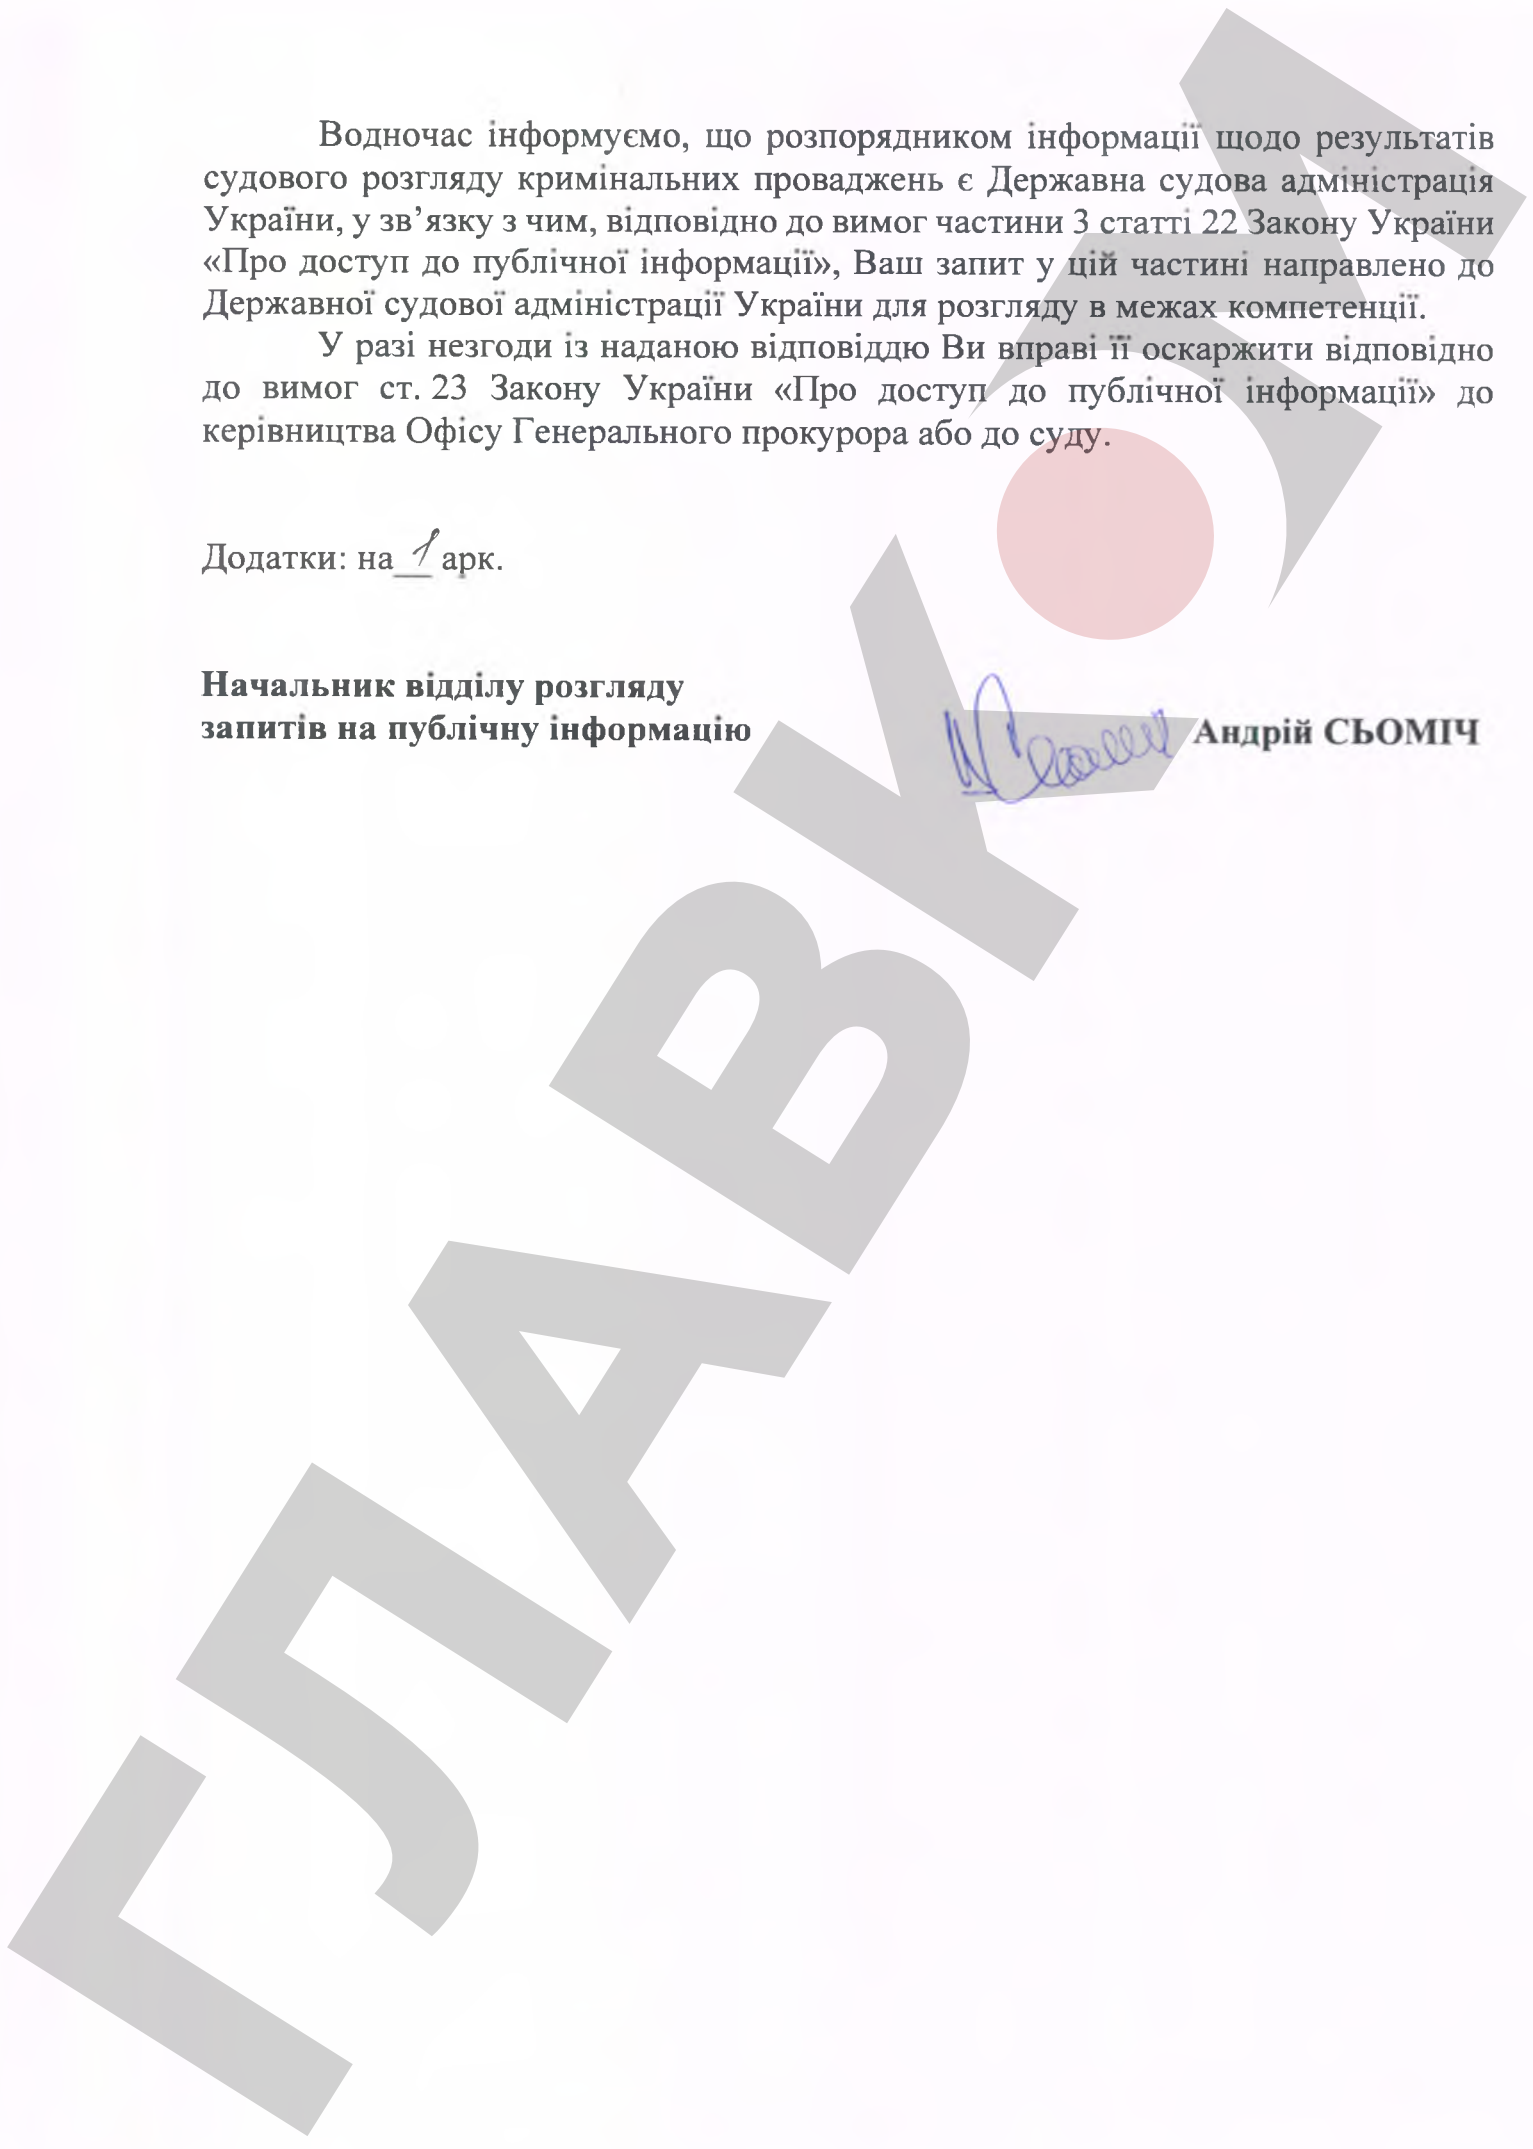 Водночас інформуємо, що розпорядником інформації щодо результатів
судового розгляду кримінальних проваджень є Державна судова адміністрація
України, у зв’язку з чим, відповідно до вимог частини 3 статті 22 Закону України
«Про доступ до публічної інформації», Ваш запит у цій частині направлено до
Державної судової адміністрації України для розгляду в межах компетенції.
У разі незгоди із наданою відповіддю Ви вправі її оскаржити відповідно
до вимог ст. 23 Закону України «Про доступ до публічної інформації» до
керівництва Офісу Генерального прокурора або до суду.
Додатки: на 1 арк.
Начальник відділу розгляду
запитів на публічну інформацію
Андрій СЬОМІЧ
ГЛАВКОМ